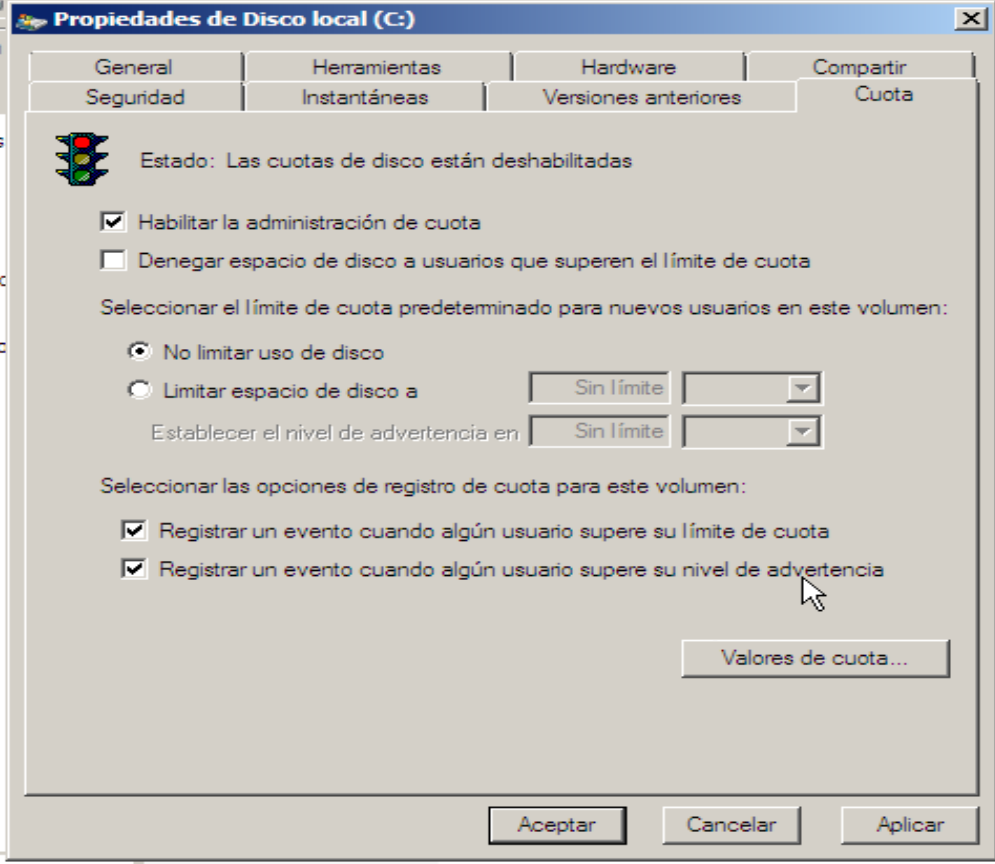 Propiedades de Disco local (C:)
General Herramientas Hardware Compartir
Seguridad Instantáneas Versiones anteriores Cuota
Estado: Las cuotas de disco están deshabilitadas
Habilitar la administración de cuota
Denegar espacio de disco a usuarios que superen el límite de cuota
Seleccionar el límite de cuota predeterminado para nuevos usuarios en este volumen:
No limitar uso de disco
Limitar espacio de disco a Sin límite
Establecer el nivel de advertencia en Sin límite
Seleccionar las opciones de registro de cuota para este volumen:
Registrar un evento cuando algún usuario supere su límite de cuota
Registrar un evento cuando algún usuario supere su nivel de advertencia
Valores de cuota...
Aceptar Cancelar Aplicar